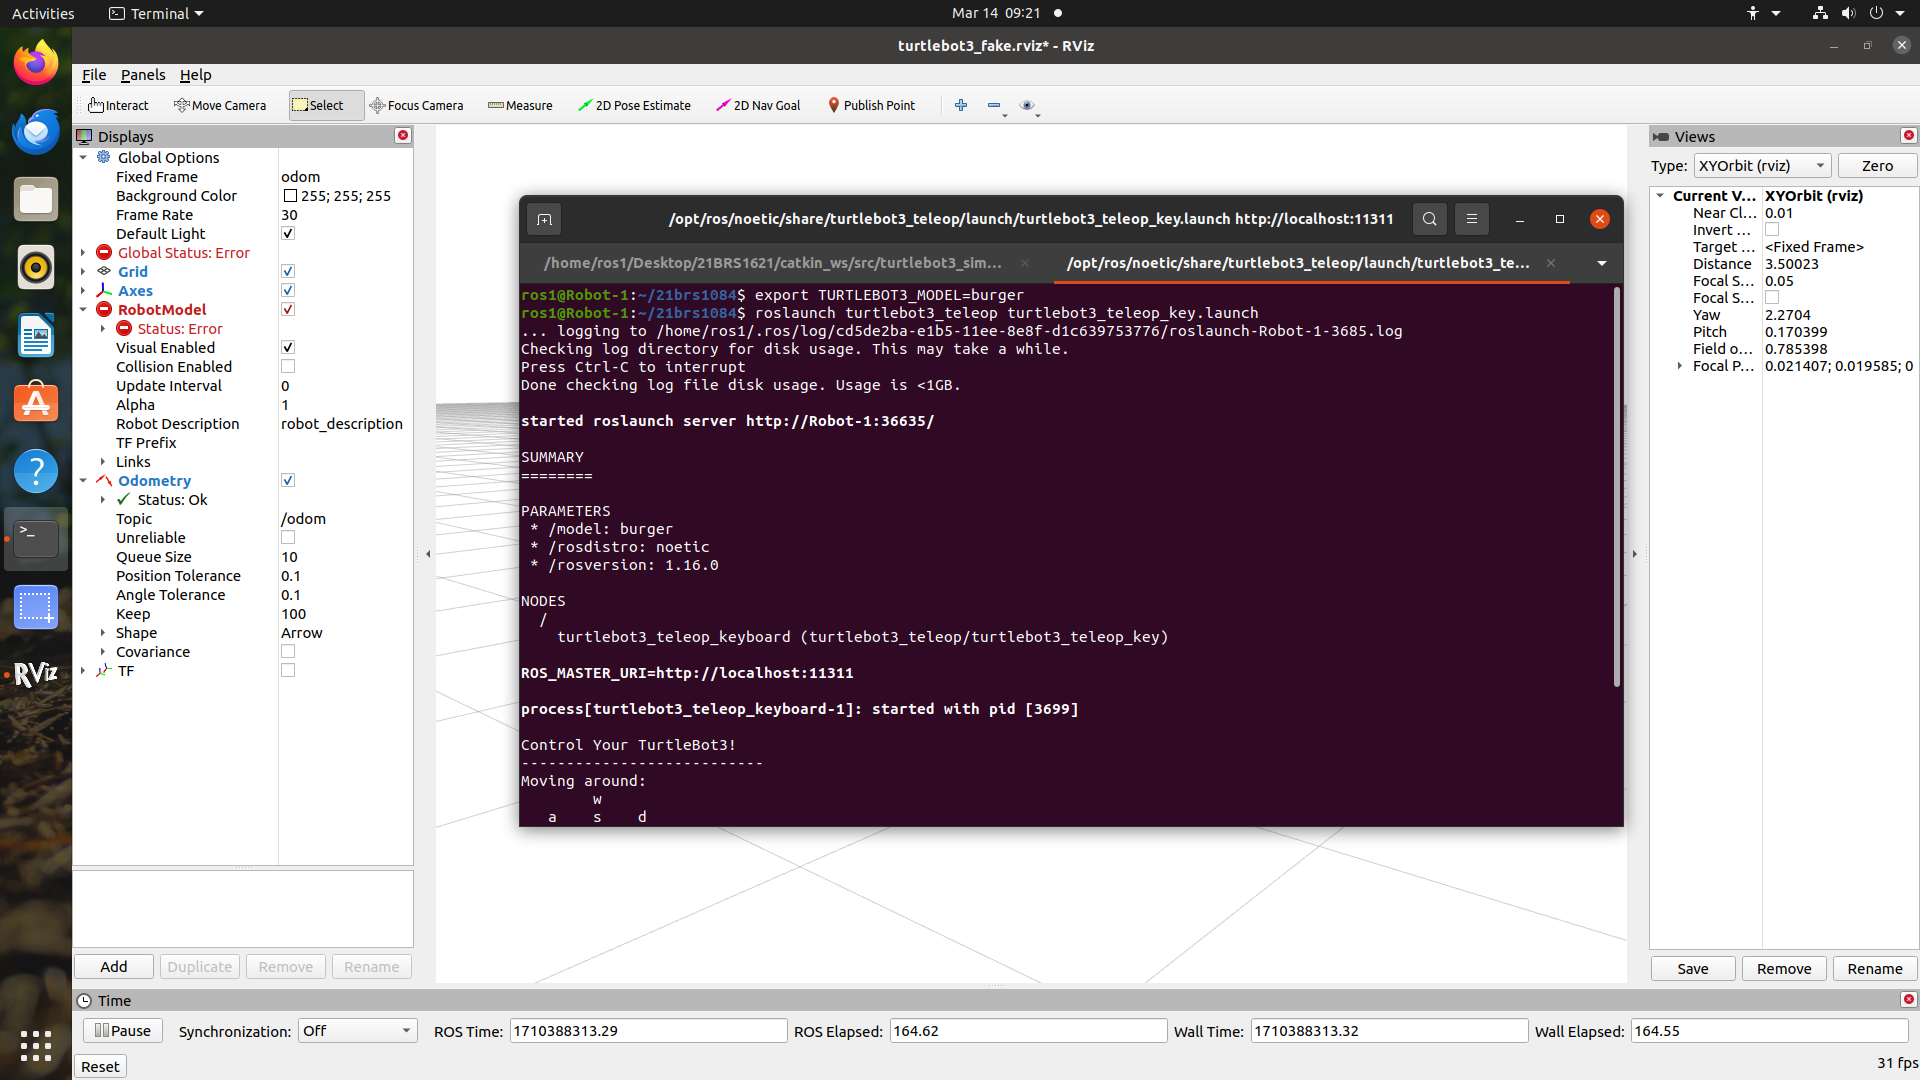 Activities
Terminal
Mar 14 09:21
turtlebot3_fake.rviz* - RViz
File Panels Help
Interact Move Camera Select Focus Camera Measure 2D Pose Estimate 2D Nav Goal Publish Point
Displays
Global Options
Fixed Frame odom
Background Color 255; 255; 255
Frame Rate 30
Default Light
Global Status: Error
Grid
Axes
RobotModel
Status: Error
Visual Enabled
Collision Enabled
Update Interval 0
Alpha 1
Robot Description robot_description
TF Prefix
Links
Odometry
Status: Ok
Topic /odom
Unreliable
Queue Size 10
Position Tolerance 0.1
Angle Tolerance 0.1
Keep 100
Shape Arrow
Covariance
TF
Add Duplicate Remove Rename
RViz
/opt/ros/noetic/share/turtlebot3_teleop/launch/turtlebot3_teleop_key.launch http://localhost:11311
/home/ros1/Desktop/21BRS1621/catkin_ws/src/turtlebot3_sim...
/opt/ros/noetic/share/turtlebot3_teleop/launch/turtlebot3_te...
ros1@Robot-1:~/21brs1084$ export TURTLEBOT3_MODEL=burger
ros1@Robot-1:~/21brs1084$ roslaunch turtlebot3_teleop turtlebot3_teleop_key.launch
... logging to /home/ros1/.ros/log/cd5de2ba-e1b5-11ee-8e8f-d1c639753776/roslaunch-Robot-1-3685.log
Checking log directory for disk usage. This may take a while.
Press Ctrl-C to interrupt
Done checking log file disk usage. Usage is <1GB.
started roslaunch server http://Robot-1:36635/
SUMMARY
========
PARAMETERS
* /model: burger
* /rosdistro: noetic
* /rosversion: 1.16.0
NODES
/
turtlebot3_teleop_keyboard (turtlebot3_teleop/turtlebot3_teleop_key)
ROS_MASTER_URI=http://localhost:11311
process[turtlebot3_teleop_keyboard-1]: started with pid [3699]
Control Your TurtleBot3!
---------------------------
Moving around:
w
a s d
Views
Type: XYOrbit (rviz) Zero
Current V... XYOrbit (rviz)
Near Cl... 0.01
Invert ...
Target ... <Fixed Frame>
Distance 3.50023
Focal S... 0.05
Focal S...
Yaw 2.2704
Pitch 0.170399
Field o... 0.785398
Focal P... 0.021407; 0.019585; 0
Save Remove Rename
Time
Pause Synchronization: Off ROS Time: 1710388313.29 ROS Elapsed: 164.62 Wall Time: 1710388313.32 Wall Elapsed: 164.55
Reset
31 fps